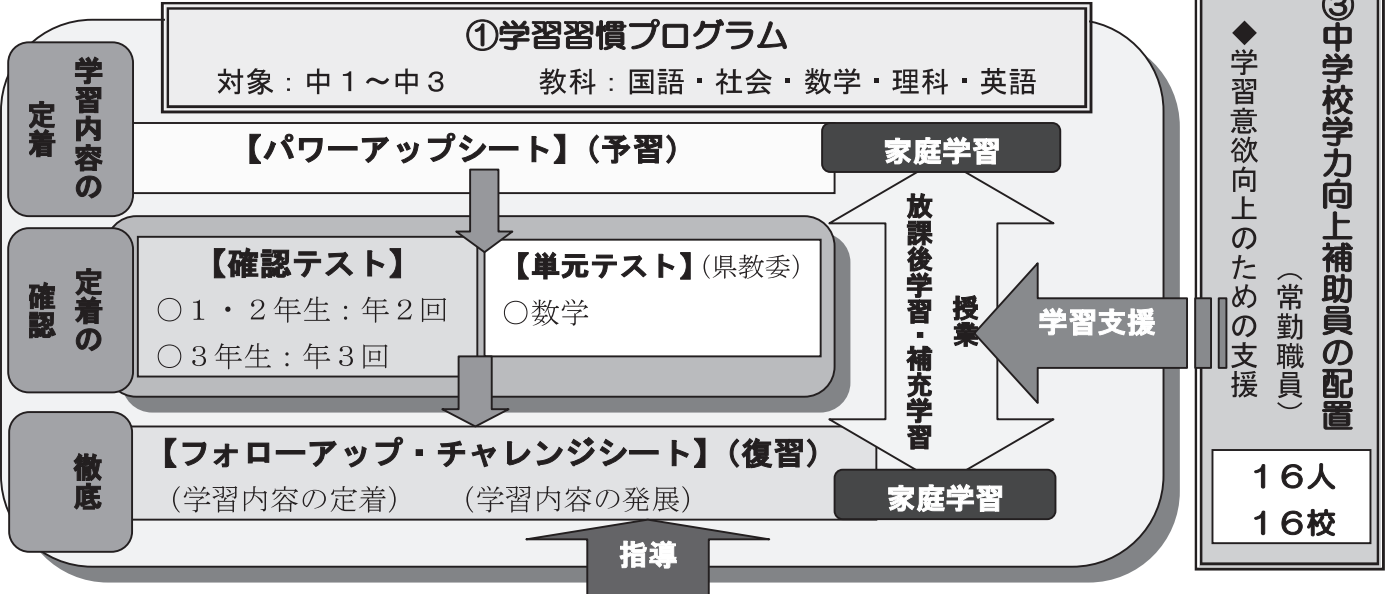 ①学習習慣プログラム
対象：中１～中３　教科：国語・社会・数学・理科・英語
学習内容の
定着
【パワーアップシート】（予習）
家庭学習
定着の
確認
【確認テスト】
○１・２年生：年２回
○３年生：年３回
【単元テスト】（県教委）
○数学
授業
放課後学習・補充学習
学習支援
徹底
【フォローアップ・チャレンジシート】（復習）
（学習内容の定着）　（学習内容の発展）
家庭学習
指導
③中学校学力向上補助員の配置
（常勤職員）
◆学習意欲向上のための支援
１６人
１６校